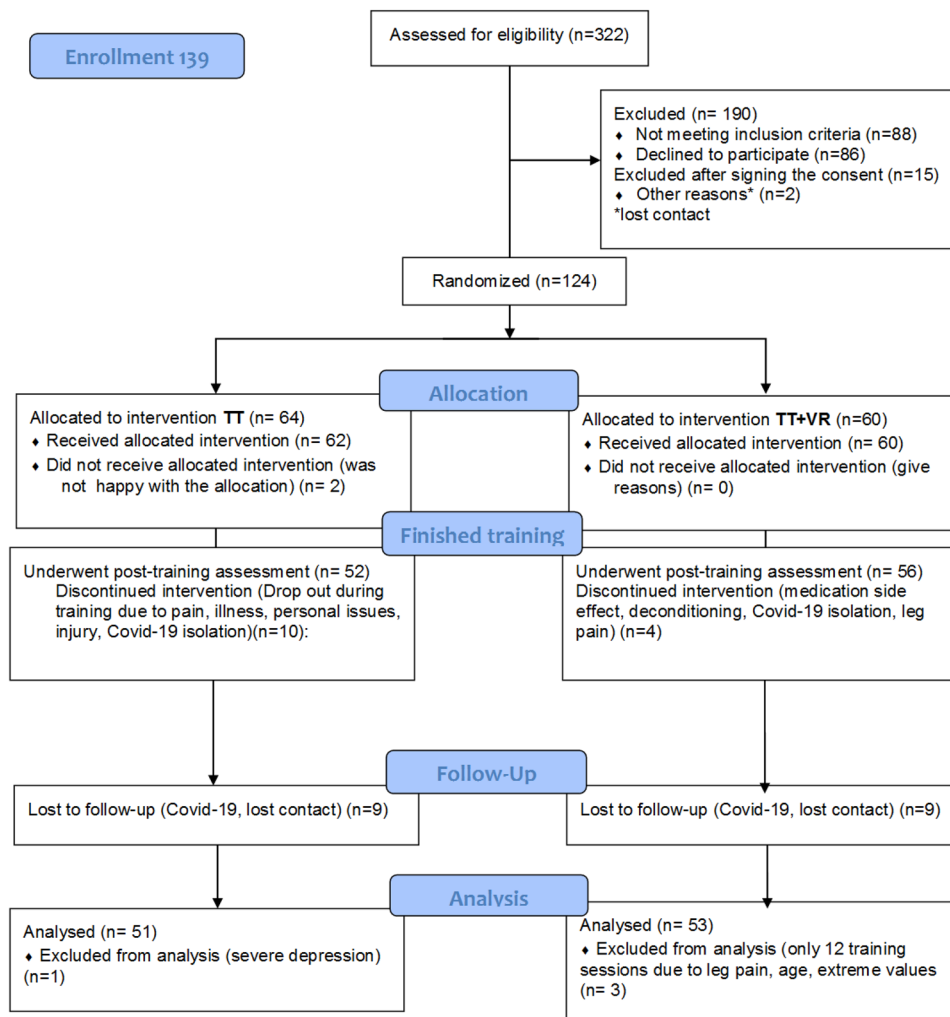 Assessed for eligibility (n=322)
Enrollment 139
Excluded (n= 190)
♦ Not meeting inclusion criteria (n=88)
♦ Declined to participate (n=86)
Excluded after signing the consent (n=15)
♦ Other reasons* (n=2)
*lost contact
Randomized (n=124)
Allocation
Allocated to intervention TT (n= 64)
♦ Received allocated intervention (n= 62)
♦ Did not receive allocated intervention (was
not happy with the allocation) (n= 2)
Allocated to intervention TT+VR (n=60)
♦ Received allocated intervention (n= 60)
♦ Did not receive allocated intervention (give
reasons) (n= 0)
Finished training
Underwent post-training assessment (n= 52)
Discontinued intervention (Drop out during
training due to pain, illness, personal issues,
injury, Covid-19 isolation)(n=10):
Underwent post-training assessment (n= 56)
Discontinued intervention (medication side
effect, deconditioning, Covid-19 isolation, leg
pain) (n=4)
Follow-Up
Lost to follow-up (Covid-19, lost contact) (n=9)
Lost to follow-up (Covid-19, lost contact) (n=9)
Analysis
Analysed (n= 51)
♦ Excluded from analysis (severe depression)
(n=1)
Analysed (n= 53)
♦ Excluded from analysis (only 12 training
sessions due to leg pain, age, extreme values
(n= 3)